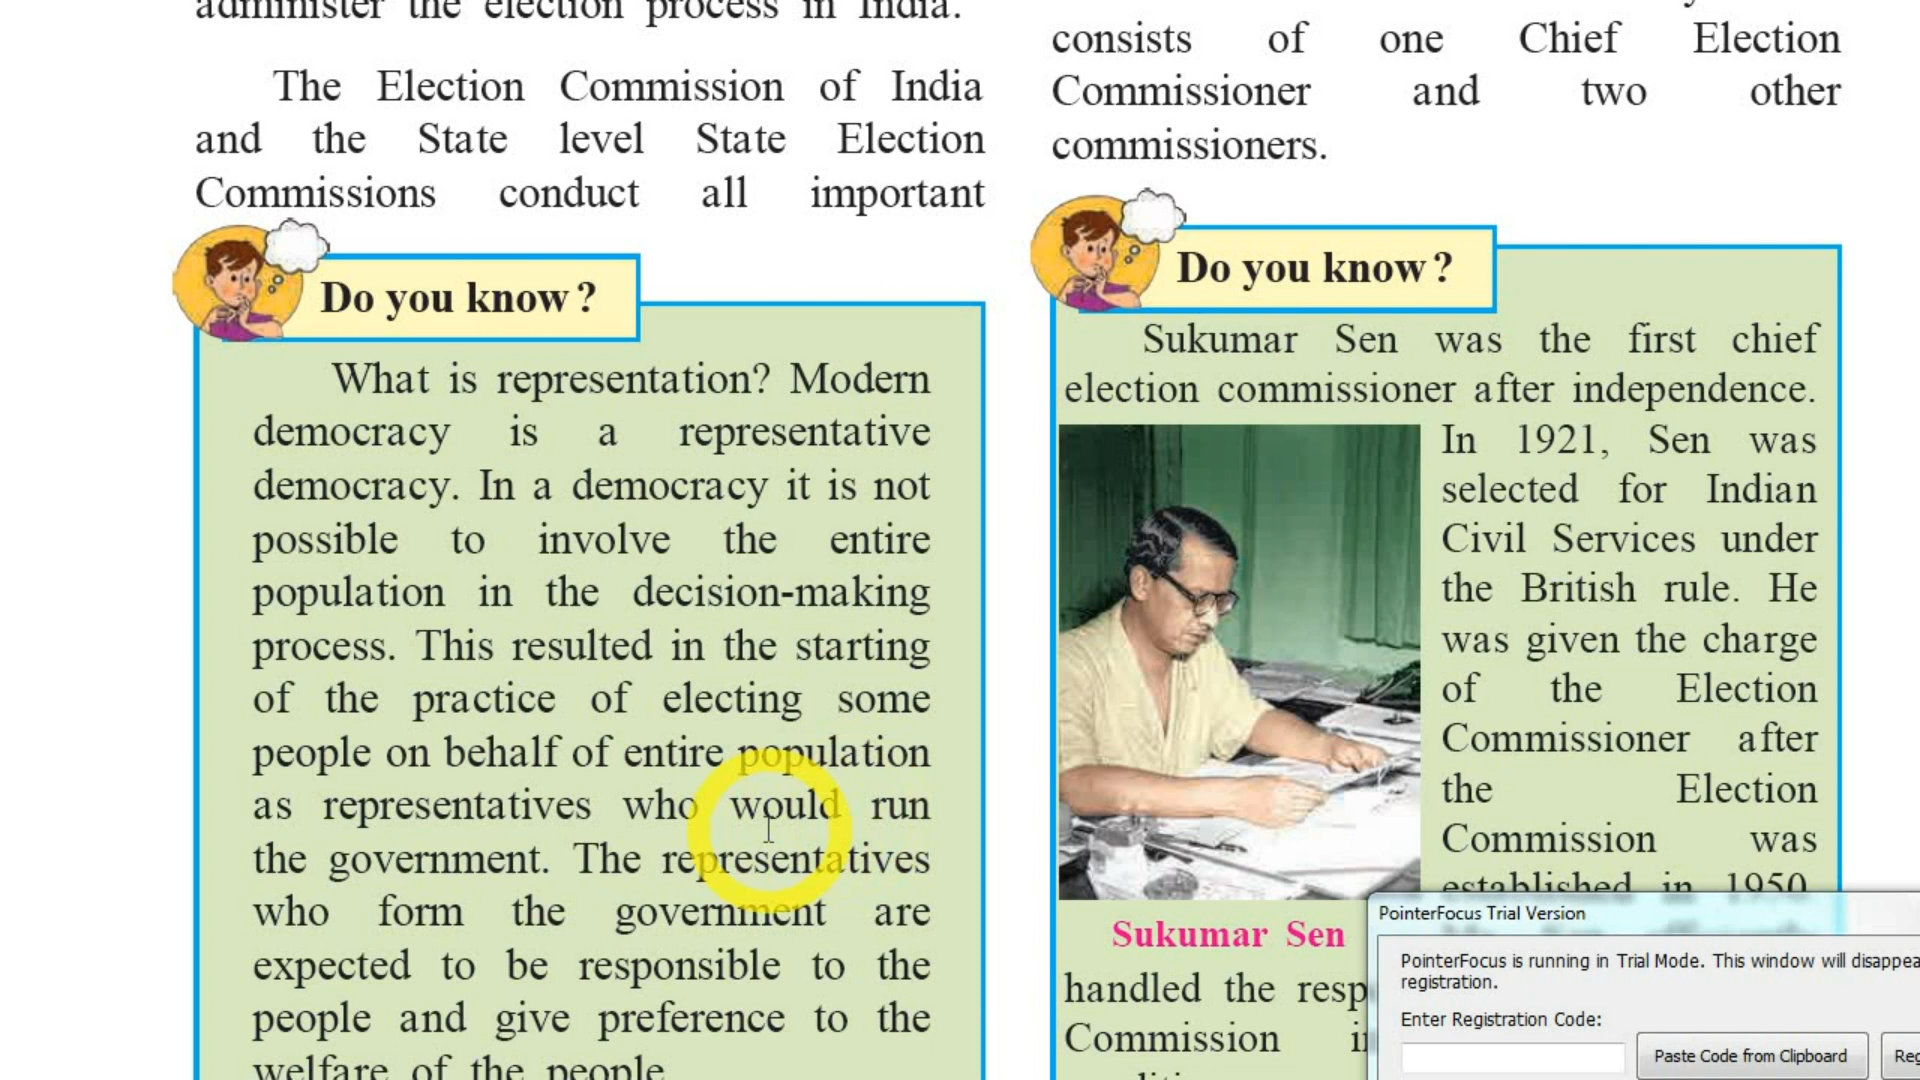 administer the election process in India.
The Election Commission of India
and the State level State Election
Commissions conduct all important
Do you know?
What is representation? Modern
democracy is a representative
democracy. In a democracy it is not
possible to involve the entire
population in the decision-making
process. This resulted in the starting
of the practice of electing some
people on behalf of entire population
as representatives who would run
the government. The representatives
who form the government are
expected to be responsible to the
people and give preference to the
welfare of the people.
consists of one Chief Election
Commissioner and two other
commissioners.
Do you know?
Sukumar Sen was the first chief
election commissioner after independence.
In 1921, Sen was
selected for Indian
Civil Services under
the British rule. He
was given the charge
of the Election
Commissioner after
the Election
Commission was
established in 1950.
Sukumar Sen
handled the resp
Commission
PointerFocus Trial Version
PointerFocus is running in Trial Mode. This window will disappea
registration.
Enter Registration Code:
Paste Code from Clipboard
Reg